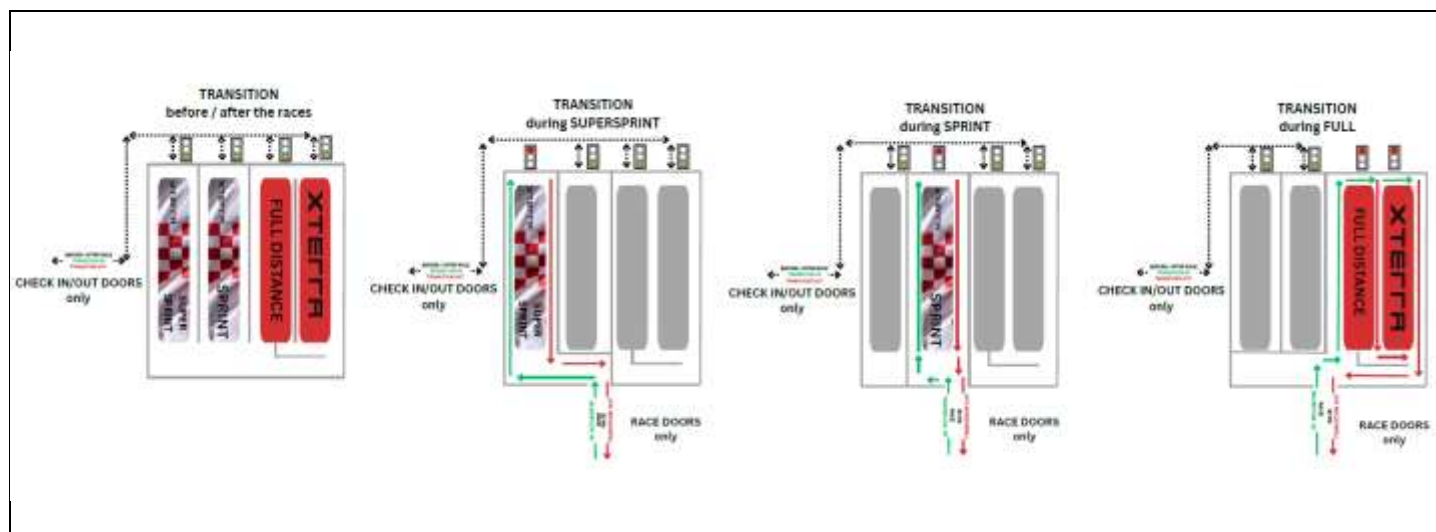 TRANSITION
before / after the races
CHECK IN/OUT DOORS
only
SUPER
SPRINT
SPRINT
FULL DISTANCE
XTERRA
TRANSITION
during SUPERSPRINT
CHECK IN/OUT DOORS
only
SUPER
SPRINT
RACE DOORS
only
TRANSITION
during SPRINT
CHECK IN/OUT DOORS
only
SPRINT
RACE DOORS
only
TRANSITION
during FULL
CHECK IN/OUT DOORS
only
FULL DISTANCE
XTERRA
RACE DOORS
only